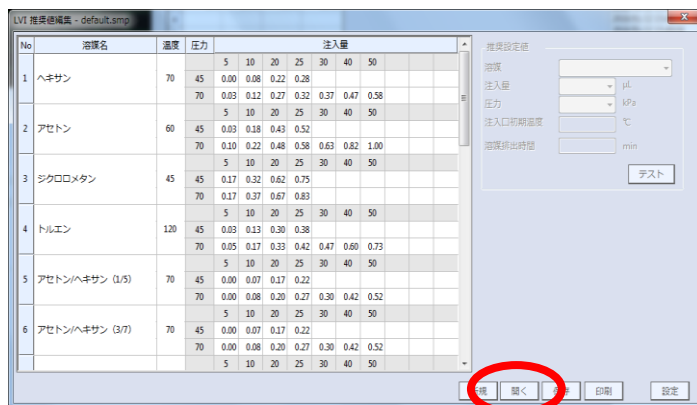 LVI 推奨値編集 - default.smp
No 溶媒名 温度 圧力 注入量
5 10 20 25 30 40 50
1 ヘキサン 70 45 0.00 0.08 0.22 0.28
70 0.03 0.12 0.27 0.32 0.37 0.47 0.58
5 10 20 25 30 40 50
2 アセトン 60 45 0.03 0.18 0.43 0.52
70 0.10 0.22 0.48 0.58 0.63 0.82 1.00
5 10 20 25 30 40 50
3 ジクロロメタン 45 45 0.17 0.32 0.62 0.75
70 0.17 0.37 0.67 0.83
5 10 20 25 30 40 50
4 トルエン 120 45 0.03 0.13 0.30 0.38
70 0.05 0.17 0.33 0.42 0.47 0.60 0.73
5 10 20 25 30 40 50
5 アセトン/ヘキサン (1/5) 70 45 0.00 0.07 0.17 0.22
70 0.00 0.08 0.20 0.27 0.30 0.42 0.52
5 10 20 25 30 40 50
6 アセトン/ヘキサン (3/7) 70 45 0.00 0.07 0.17 0.22
70 0.00 0.08 0.20 0.27 0.30 0.42 0.52
5 10 20 25 30 40 50
推奨設定値
溶媒
注入量 μL
圧力 kPa
注入口初期温度 ℃
溶媒排出時間 min
テスト
開く 印刷 設定